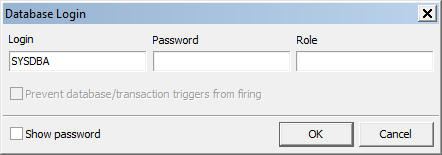 Database Login
Login Password Role
SYSDBA
Prevent database/transaction triggers from firing
Show password OK Cancel